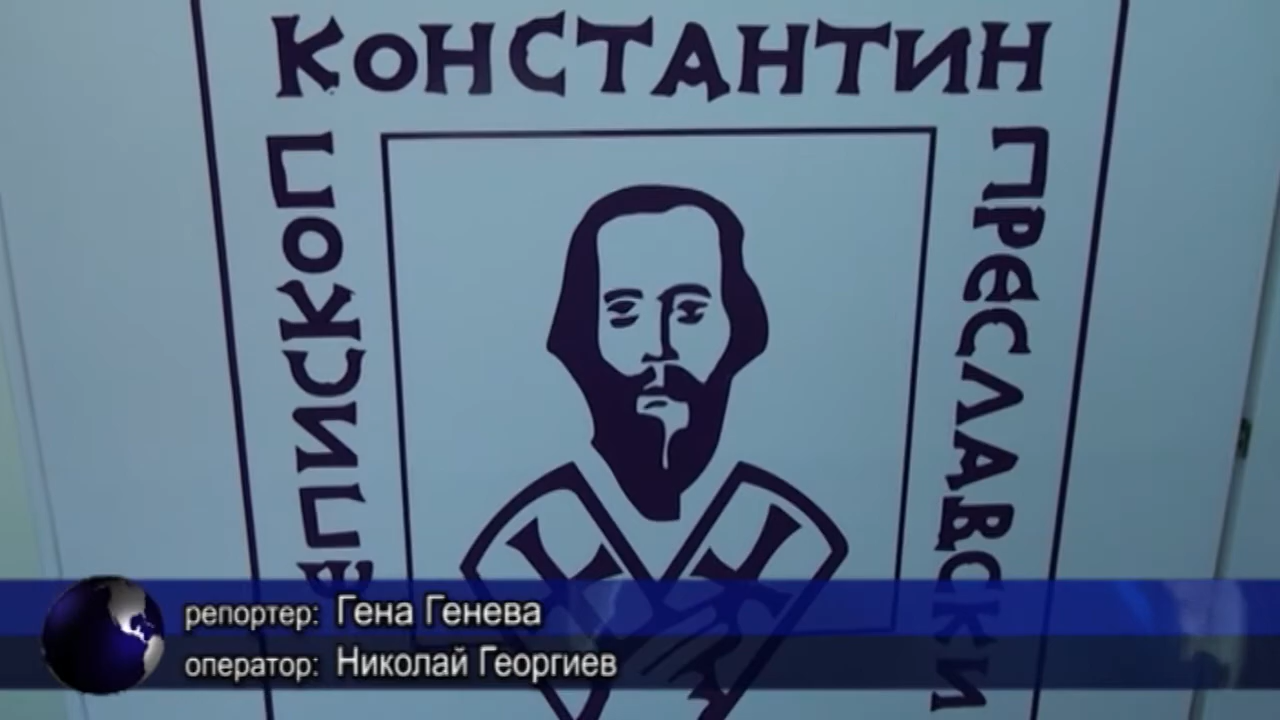 КОНСТАНТИН
ЕПИСКОП
ПРЕСЛАВСКИ
репортер: Гена Генева
оператор: Николай Георгиев